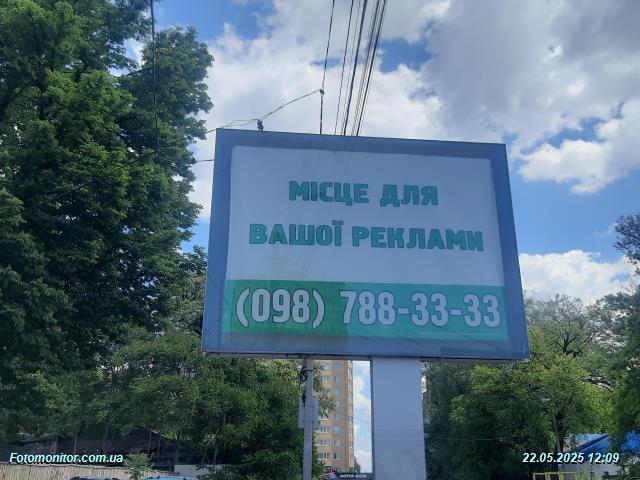 МІСЦЕ ДЛЯ
ВАШОЇ РЕКЛАМИ
(098) 788-33-33
Fotomonitor.com.ua
22.05.2025 12:09